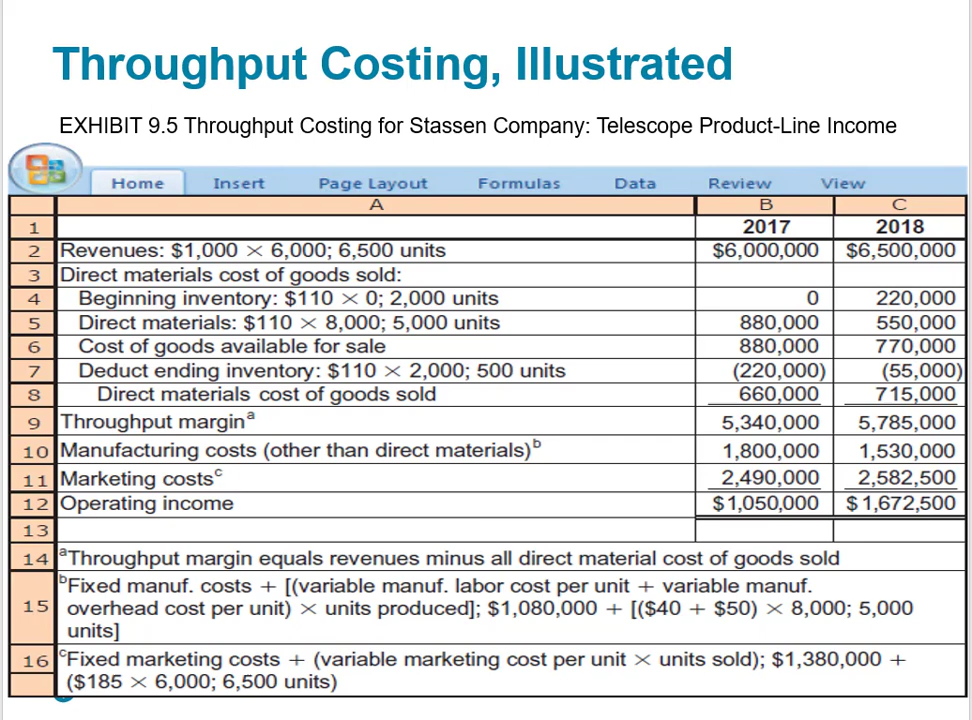 Throughput Costing, Illustrated
EXHIBIT 9.5 Throughput Costing for Stassen Company: Telescope Product-Line Income
Home Insert Page Layout Formulas Data Review View
A B C
1 2017 2018
2 Revenues: $1,000 × 6,000; 6,500 units $6,000,000 $6,500,000
3 Direct materials cost of goods sold:
4 Beginning inventory: $110 × 0; 2,000 units 0 220,000
5 Direct materials: $110 × 8,000; 5,000 units 880,000 550,000
6 Cost of goods available for sale 880,000 770,000
7 Deduct ending inventory: $110 × 2,000; 500 units (220,000) (55,000)
8 Direct materials cost of goods sold 660,000 715,000
9 Throughput marginᵃ 5,340,000 5,785,000
10 Manufacturing costs (other than direct materials)ᵇ 1,800,000 1,530,000
11 Marketing costsᶜ 2,490,000 2,582,500
12 Operating income $1,050,000 $1,672,500
13
14 ᵃThroughput margin equals revenues minus all direct material cost of goods sold
ᵇFixed manuf. costs + [(variable manuf. labor cost per unit + variable manuf.
15 overhead cost per unit) × units produced]; $1,080,000 + [($40 + $50) × 8,000; 5,000
units]
16 ᶜFixed marketing costs + (variable marketing cost per unit × units sold); $1,380,000 +
($185 × 6,000; 6,500 units)